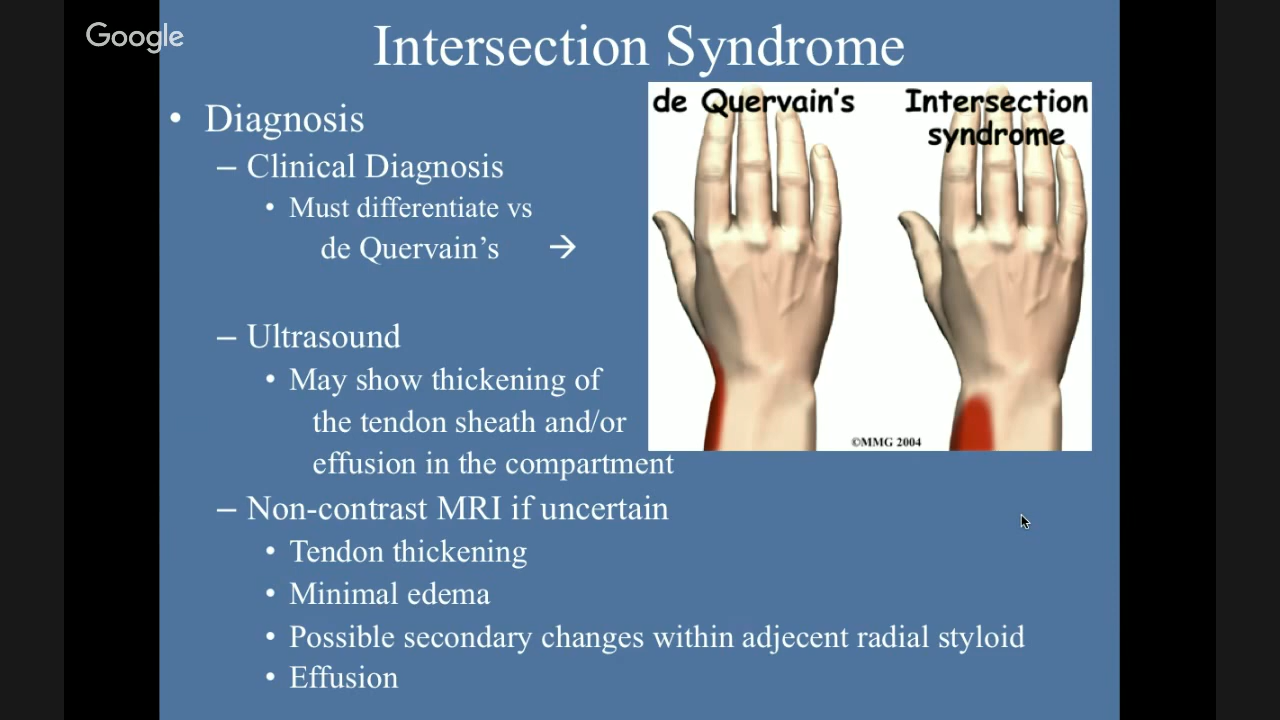 Google
Intersection Syndrome
• Diagnosis
– Clinical Diagnosis
• Must differentiate vs
de Quervain’s →
– Ultrasound
• May show thickening of
the tendon sheath and/or
effusion in the compartment
– Non-contrast MRI if uncertain
• Tendon thickening
• Minimal edema
• Possible secondary changes within adjecent radial styloid
• Effusion
de Quervain's
Intersection
syndrome
©MMG 2004